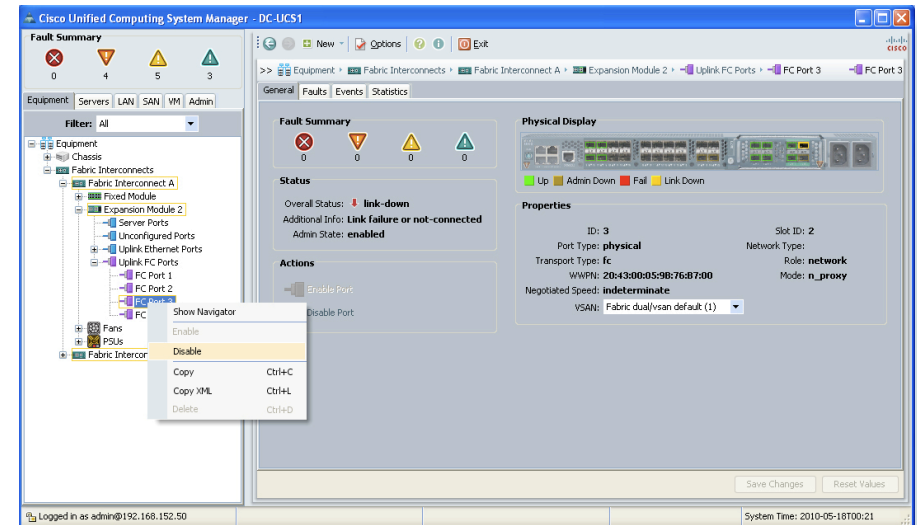 Cisco Unified Computing System Manager - DC-UCS1
Fault Summary
0 4 5 3
Equipment Servers LAN SAN VM Admin
Filter: All
Equipment
Chassis
Fabric Interconnects
Fabric Interconnect A
Fixed Module
Expansion Module 2
Server Ports
Unconfigured Ports
Uplink Ethernet Ports
Uplink FC Ports
FC Port 1
FC Port 2
FC Port 3
FC
Fans
PSUs
Fabric Intercor
Show Navigator
Enable
Disable
Copy Ctrl+C
Copy XML Ctrl+L
Delete Ctrl+D
New Options Exit
CISCO
>> Equipment Fabric Interconnects Fabric Interconnect A Expansion Module 2 Uplink FC Ports FC Port 3 FC Port 3
General Faults Events Statistics
Fault Summary
0 0 0 0
Status
Overall Status: link-down
Additional Info: Link failure or not-connected
Admin State: enabled
Actions
Enable Port
Disable Port
Physical Display
Up Admin Down Fail Link Down
Properties
ID: 3 Slot ID: 2
Port Type: physical Network Type:
Transport Type: fc Role: network
WWPN: 20:43:00:05:9B:76:B7:00 Mode: n_proxy
Negotiated Speed: indeterminate
VSAN: Fabric dual/vsan default (1)
Save Changes Reset Values
Logged in as admin@192.168.152.50 System Time: 2010-05-18T00:21